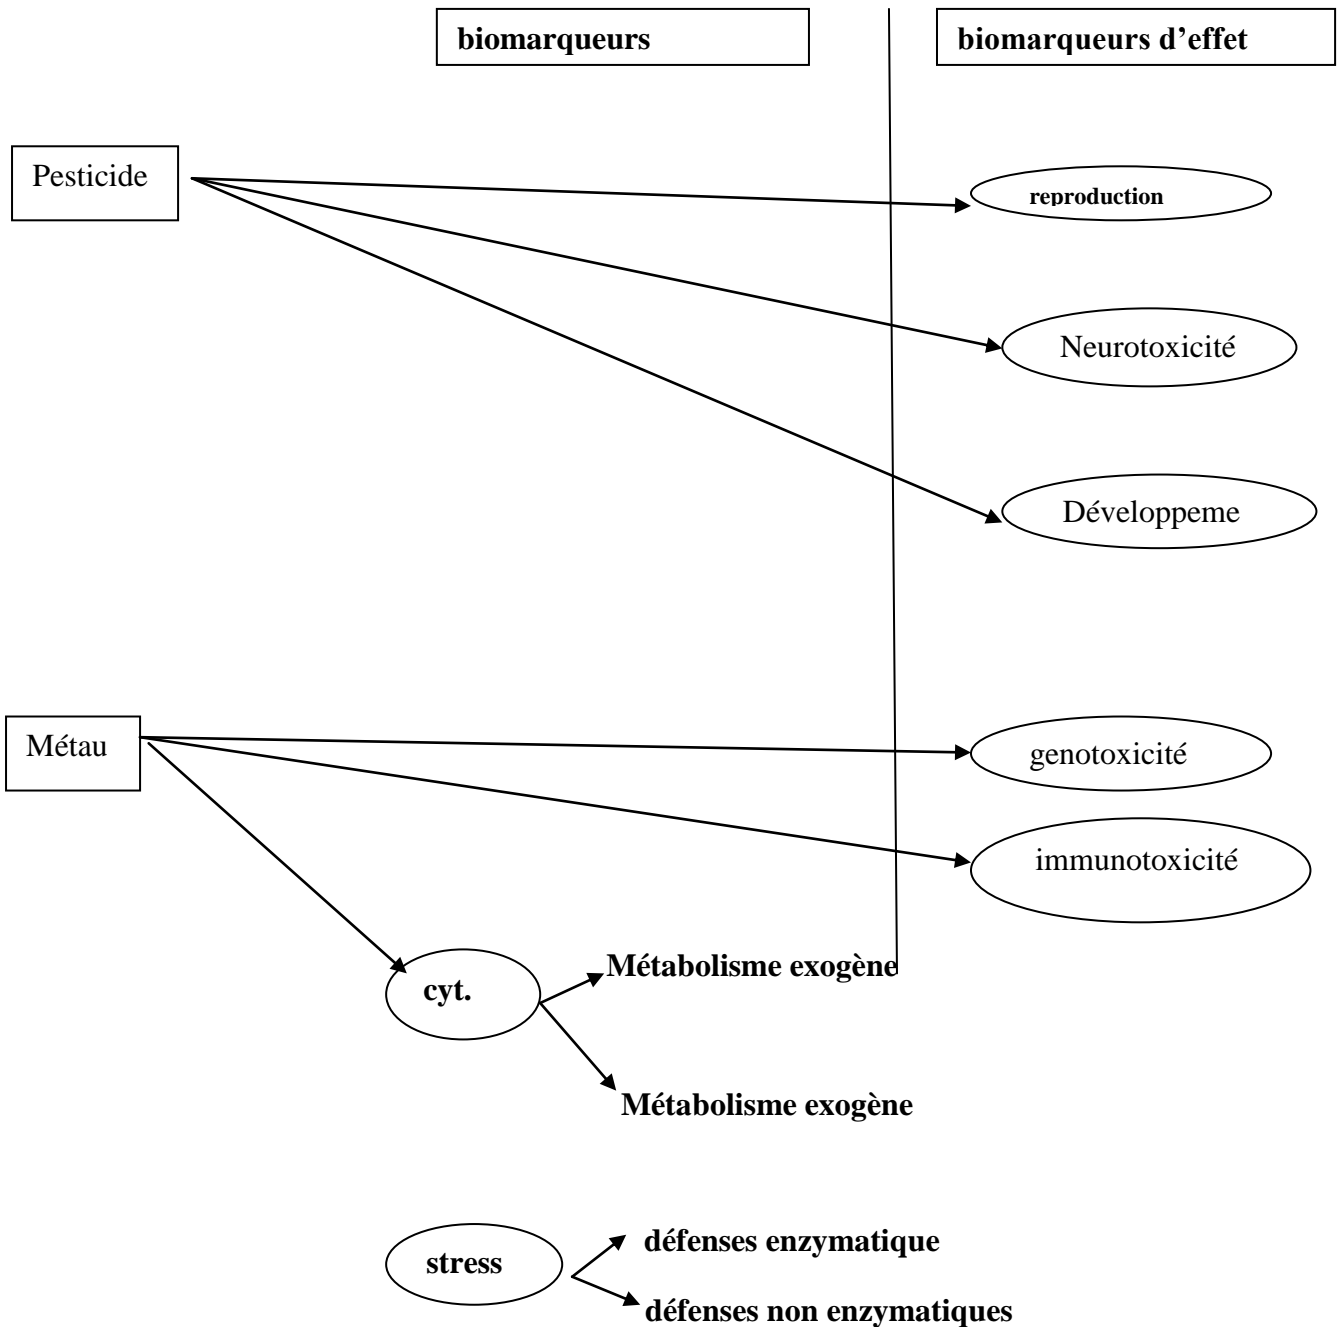 biomarqueurs
biomarqueurs d’effet
Pesticide
reproduction
Neurotoxicité
Développeme
Métau
genotoxicité
immunotoxicité
cyt.
Métabolisme exogène
Métabolisme exogène
stress
défenses enzymatique
défenses non enzymatiques